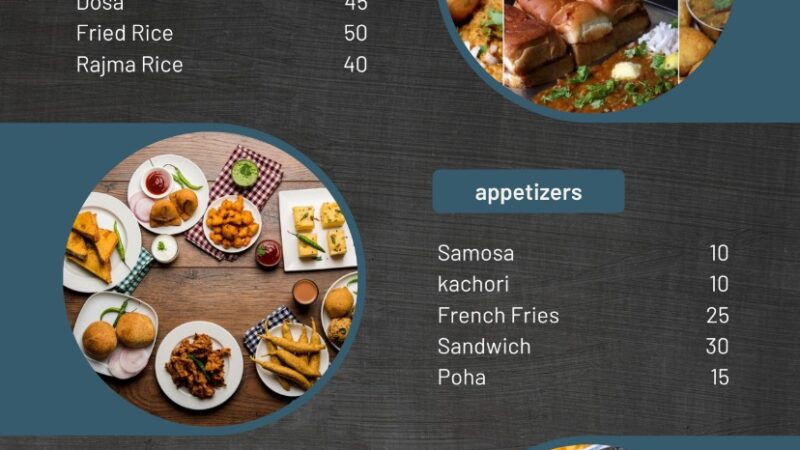 Dosa 45
Fried Rice 50
Rajma Rice 40
appetizers
Samosa 10
kachori 10
French Fries 25
Sandwich 30
Poha 15